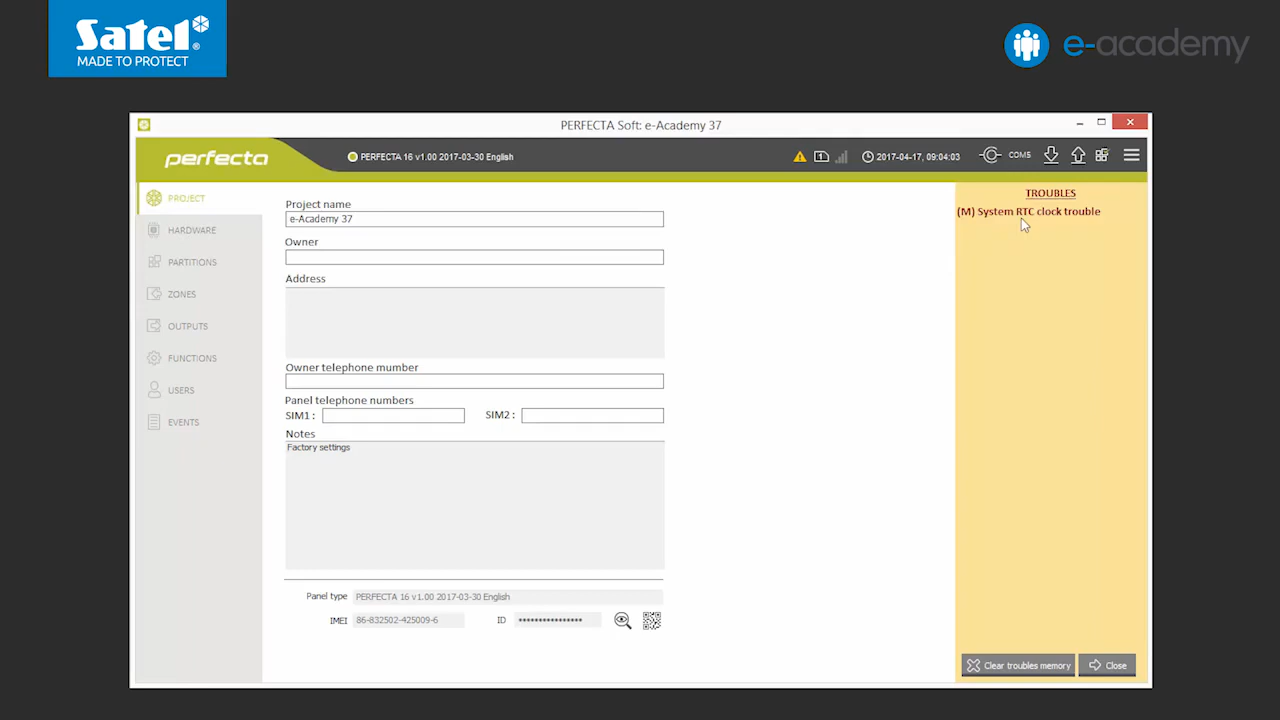 Satel®
MADE TO PROTECT
e-academy
PERFECTA Soft: e-Academy 37
perfecta
PERFECTA 16 v1.00 2017-03-30 English
1
2017-04-17, 09:04:03
COM5
PROJECT
HARDWARE
PARTITIONS
ZONES
OUTPUTS
FUNCTIONS
USERS
EVENTS
Project name
e-Academy 37
Owner
Address
Owner telephone mumber
Panel telephone numbers
SIM1 :
SIM2 :
Notes
Factory settings
Panel type PERFECTA 16 v1.00 2017-03-30 English
IMEI 86-832502-425009-6
ID ****************
TROUBLES
(M) System RTC clock trouble
Clear troubles memory
Close